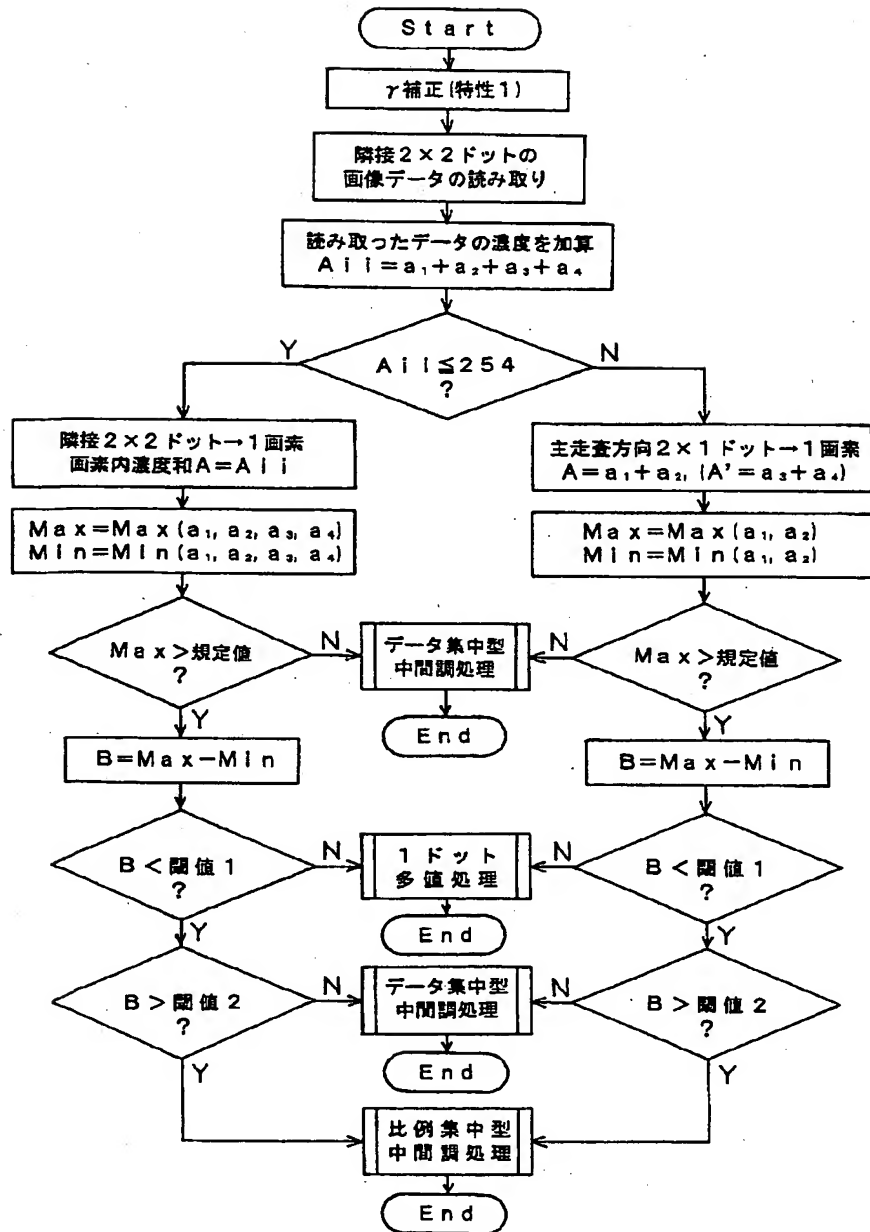 Start
γ補正(特性1)
隣接2×2ドットの
画像データの読み取り
読み取ったデータの濃度を加算
Aii=a₁+a₂+a₃+a₄
Aii≦254
?
Y
N
隣接2×2ドット→1画素
画素内濃度和A=Aii
主走査方向2×1ドット→1画素
A=a₁+a₂, (A'=a₃+a₄)
Max=Max(a₁, a₂, a₃, a₄)
Min=Min(a₁, a₂, a₃, a₄)
Max=Max(a₁, a₂)
Min=Min(a₁, a₂)
Max>規定値
?
N
Y
データ集中型
中間調処理
End
N
Max>規定値
?
Y
B=Max-Min
B=Max-Min
B<閾値1
?
N
Y
1ドット
多値処理
End
N
B<閾値1
?
Y
B>閾値2
?
N
Y
データ集中型
中間調処理
End
N
B>閾値2
?
Y
比例集中型
中間調処理
End